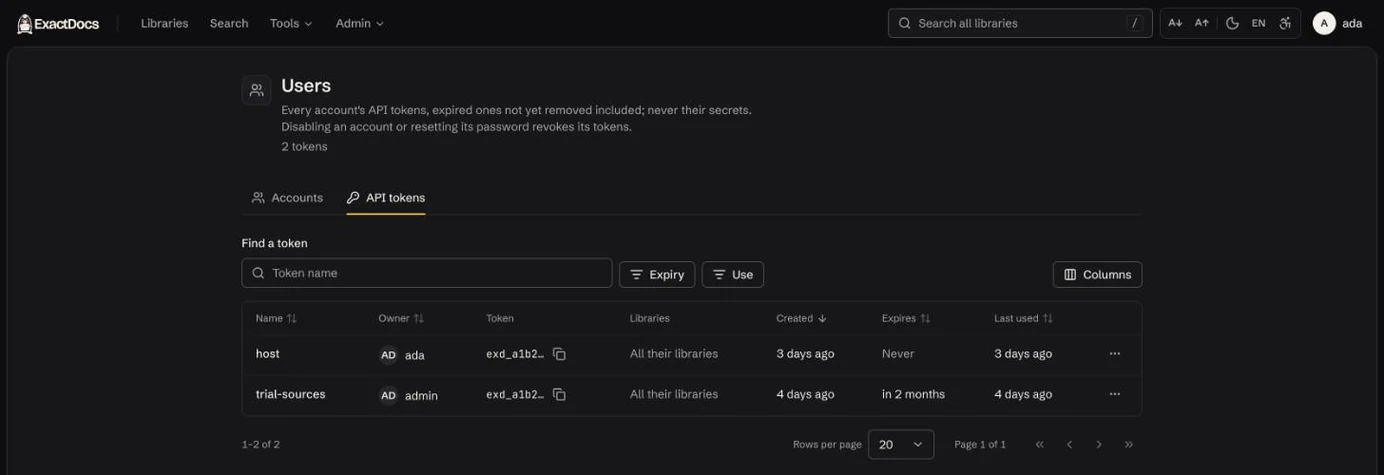 ExactDocs Libraries Search Tools Admin Search all libraries / A↓ A↑ EN A ada
Users
Every account's API tokens, expired ones not yet removed included; never their secrets.
Disabling an account or resetting its password revokes its tokens.
2 tokens
Accounts API tokens
Find a token
Token name Expiry Use Columns
Name Owner Token Libraries Created Expires Last used
host AD ada exd_a1b2… All their libraries 3 days ago Never 3 days ago
trial-sources AD admin exd_a1b2… All their libraries 4 days ago in 2 months 4 days ago
1–2 of 2 Rows per page 20 Page 1 of 1